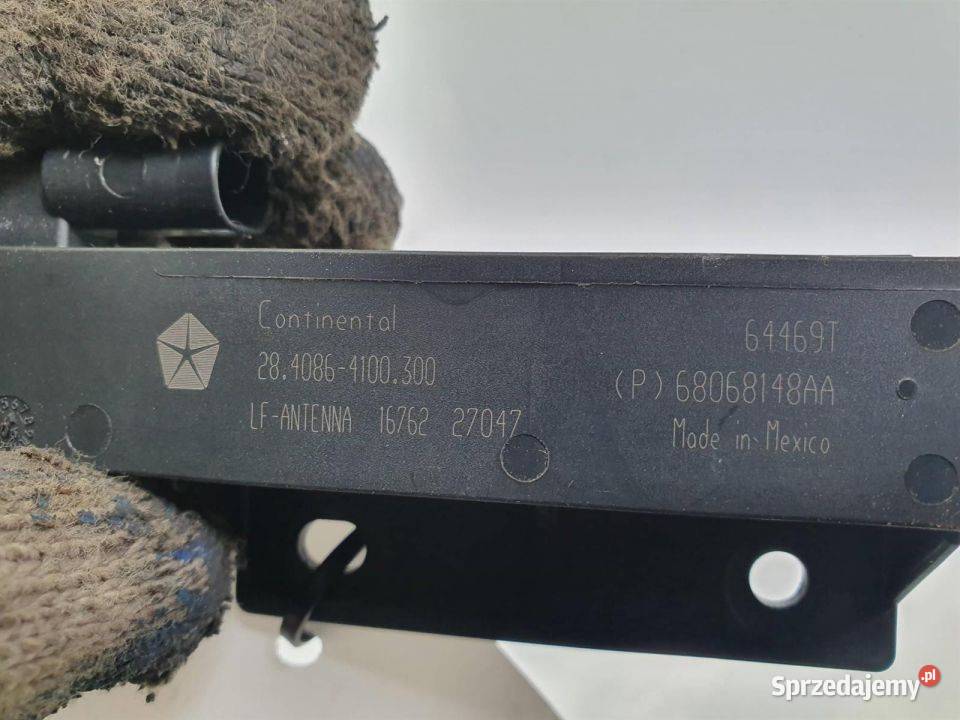 Continental
28.4086-4100.300
LF-ANTENNA 16762 27047
64469T
(P) 68068148AA
Made in Mexico
Sprzedajemy.pl